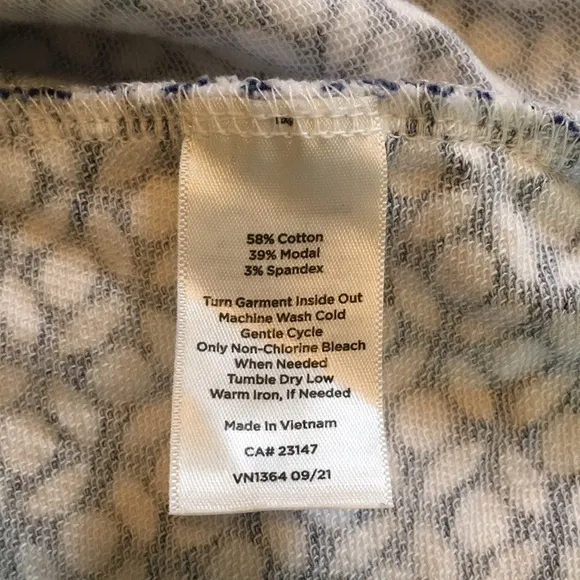 58% Cotton
39% Modal
3% Spandex
Turn Garment Inside Out
Machine Wash Cold
Gentle Cycle
Only Non-Chlorine Bleach
When Needed
Tumble Dry Low
Warm Iron, if Needed
Made in Vietnam
CA# 23147
VN1364 09/21